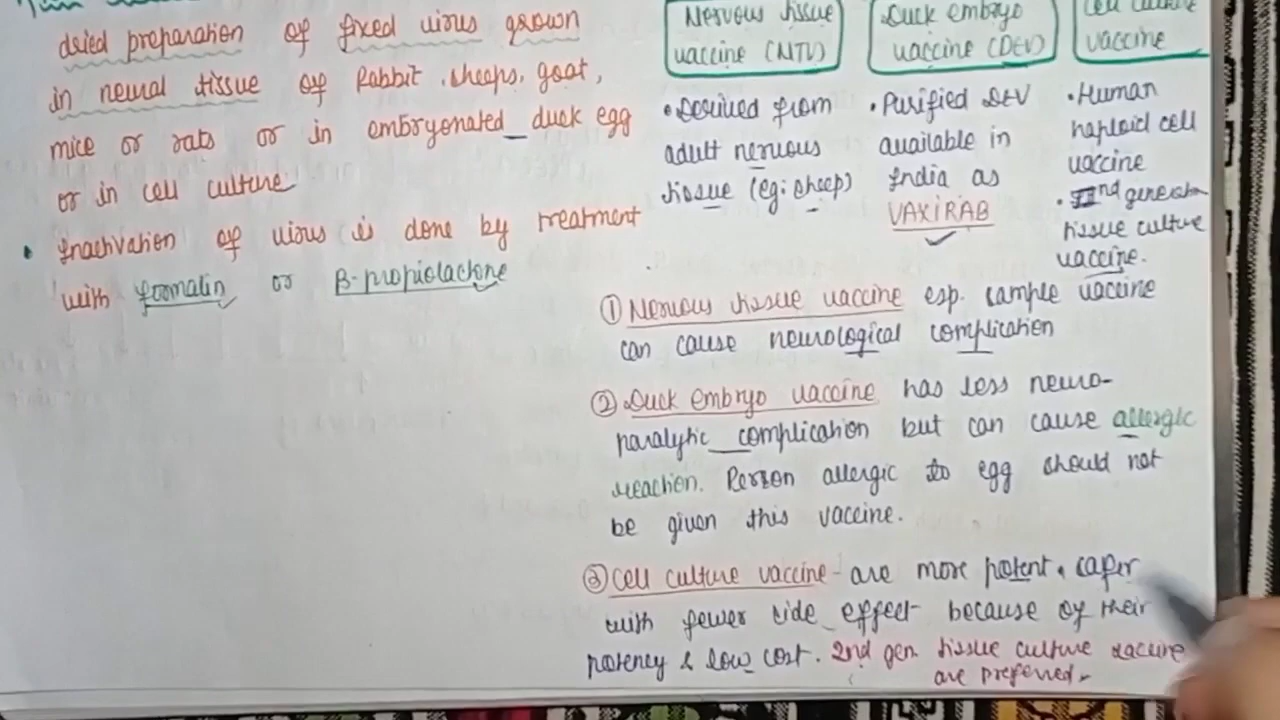 dried preparation of fixed virus grown
in neural tissue of Rabbit, sheeps, goat,
mice or rats or in embryonated duck egg
or in cell culture
• Inactivation of virus is done by treatment
with formalin or β-propiolactone
Nervous tissue
vaccine (NTV)
• Derived from
adult nervous
tissue (eg: sheep)
Duck embryo
vaccine (DEV)
• Purified DEV
available in
India as
VAXIRAB
cell culture
vaccine
• Human
haploid cell
vaccine
• IInd generation
tissue culture
vaccine.
① Nervous tissue vaccine esp. sample vaccine
can cause neurological complication
② Duck embryo vaccine has less neuro-
paralytic complication but can cause allergic
reaction. Person allergic to egg should not
be given this vaccine.
③ cell culture vaccine - are more potent, safer
with fewer side effect because of their
potency & low cost. 2nd gen. tissue culture vaccine
are preferred.